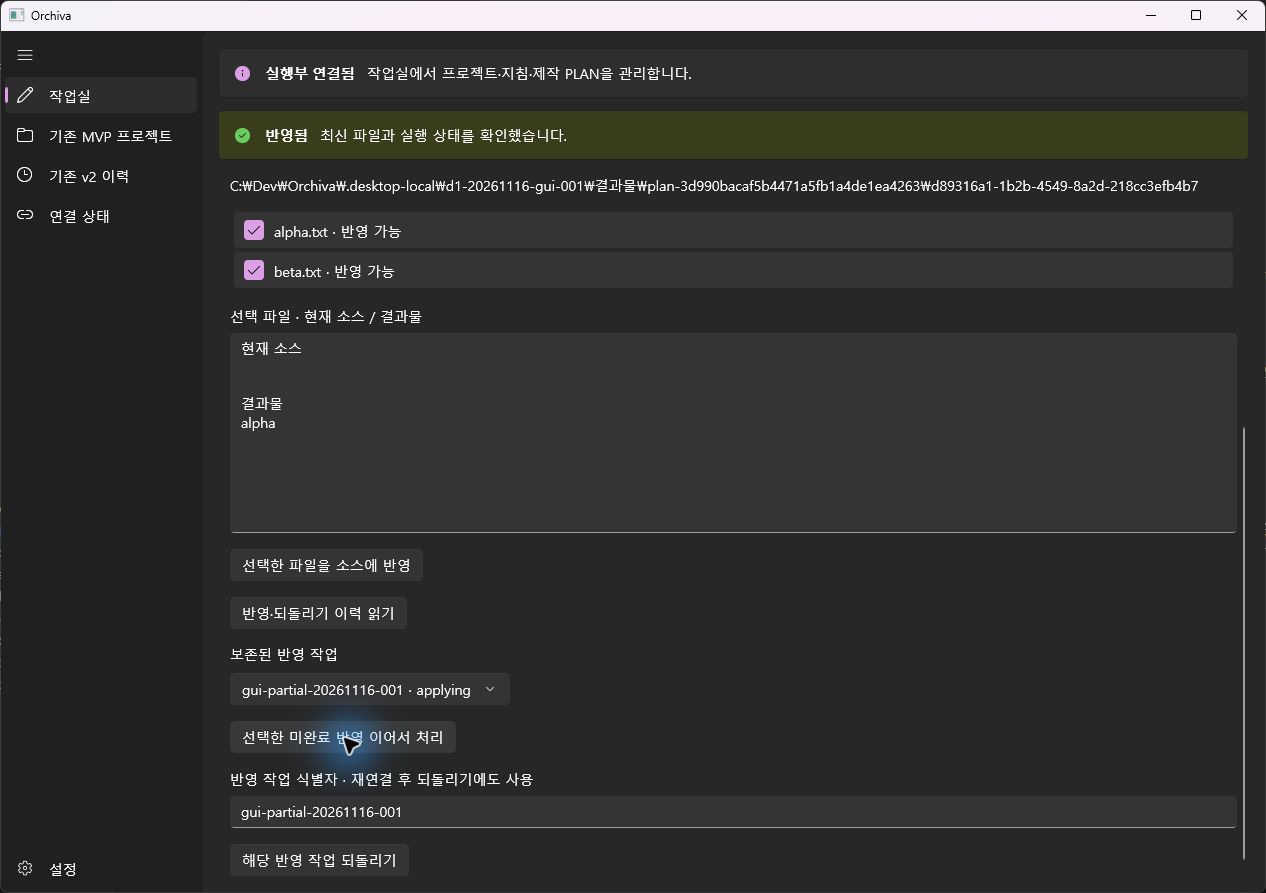 Orchiva
실행부 연결됨 작업실에서 프로젝트·지침·제작 PLAN을 관리합니다.
작업실
기존 MVP 프로젝트
기존 v2 이력
연결 상태
반영됨 최신 파일과 실행 상태를 확인했습니다.
C:₩Dev₩Orchiva₩.desktop-local₩d1-20261116-gui-001₩결과물₩plan-3d990bacaf5b4471a5fb1a4de1ea4263₩d89316a1-1b2b-4549-8a2d-218cc3efb4b7
alpha.txt · 반영 가능
beta.txt · 반영 가능
선택 파일 · 현재 소스 / 결과물
현재 소스
결과물
alpha
선택한 파일을 소스에 반영
반영·되돌리기 이력 읽기
보존된 반영 작업
gui-partial-20261116-001 · applying
선택한 미완료 반영 이어서 처리
반영 작업 식별자 · 재연결 후 되돌리기에도 사용
gui-partial-20261116-001
해당 반영 작업 되돌리기
설정